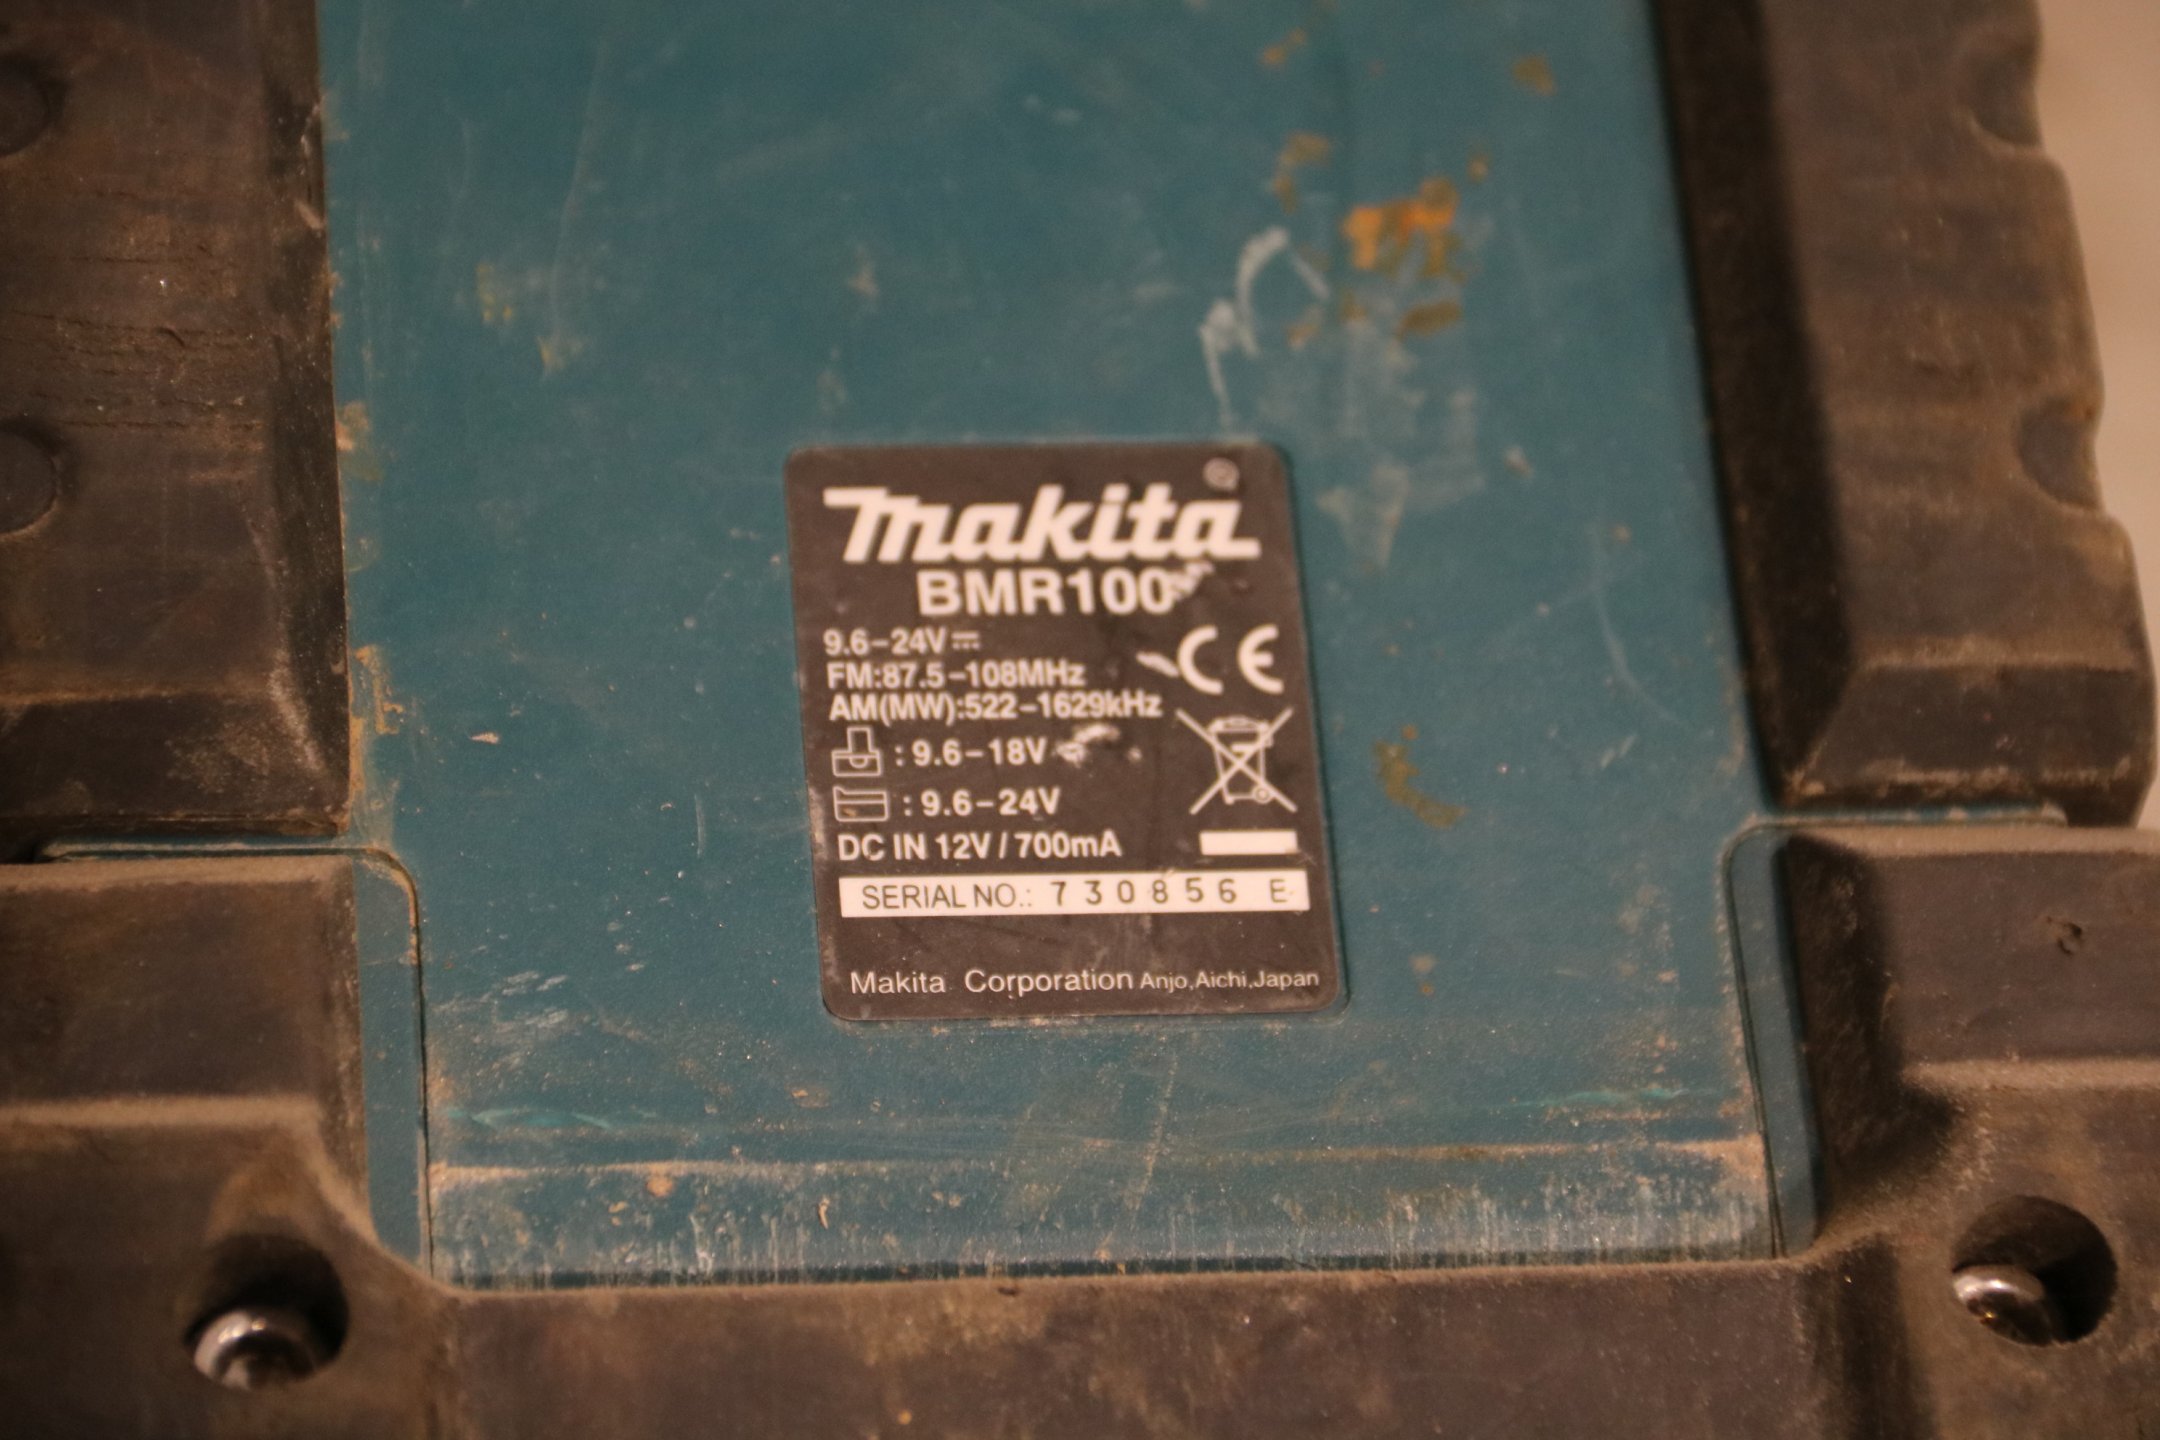 makita®
BMR100
9.6-24V⎓
FM:87.5-108MHz
AM(MW):522-1629kHz
CE
: 9.6-18V
: 9.6-24V
DC IN 12V / 700mA
SERIAL NO.: 730856 E
Makita Corporation Anjo,Aichi,Japan